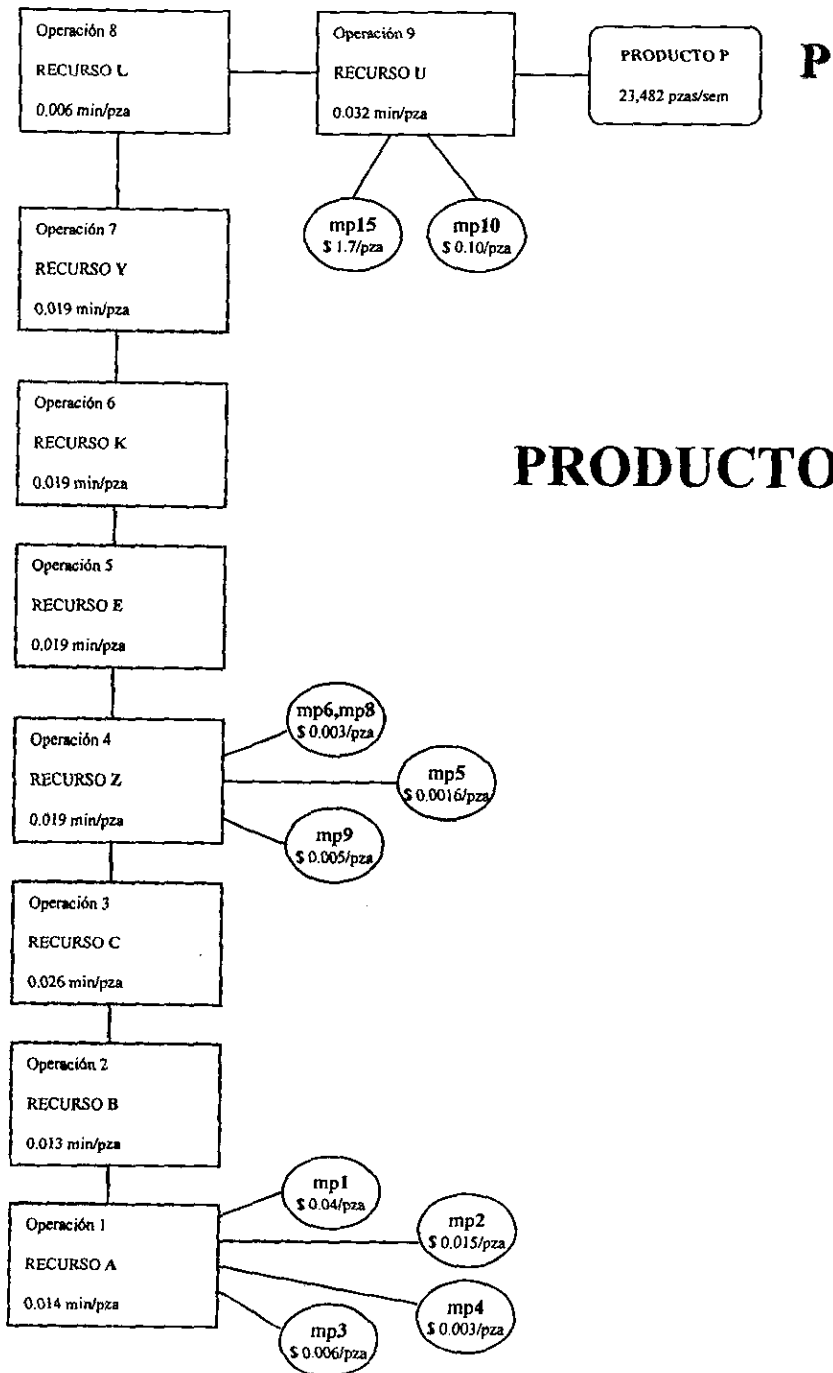 Operación 8
RECURSO L
0.006 min/pza
Operación 9
RECURSO U
0.032 min/pza
PRODUCTO P
23,482 pzas/sem
P
mp15
$ 1.7/pza
mp10
$ 0.10/pza
Operación 7
RECURSO Y
0.019 min/pza
Operación 6
RECURSO K
0.019 min/pza
PRODUCTO
Operación 5
RECURSO E
0.019 min/pza
mp6,mp8
$ 0.003/pza
Operación 4
RECURSO Z
0.019 min/pza
mp5
$ 0.0016/pza
mp9
$ 0.005/pza
Operación 3
RECURSO C
0.026 min/pza
Operación 2
RECURSO B
0.013 min/pza
mp1
$ 0.04/pza
Operación 1
RECURSO A
0.014 min/pza
mp2
$ 0.015/pza
mp4
$ 0.003/pza
mp3
$ 0.006/pza